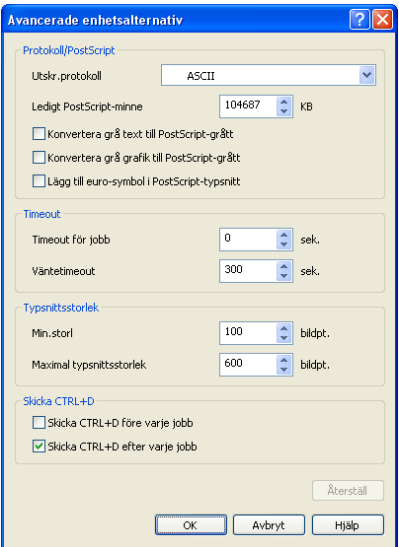 Avancerade enhetsalternativ
Protokoll/PostScript
Utskr.protokoll ASCII
Ledigt PostScript-minne 104687 KB
Konvertera grå text till PostScript-grått
Konvertera grå grafik till PostScript-grått
Lägg till euro-symbol i PostScript-typsnitt
Timeout
Timeout för jobb 0 sek.
Väntetimeout 300 sek.
Typsnittsstorlek
Min.storl 100 bildpt.
Maximal typsnittsstorlek 600 bildpt.
Skicka CTRL+D
Skicka CTRL+D före varje jobb
Skicka CTRL+D efter varje jobb
Återställ
OK Avbryt Hjälp